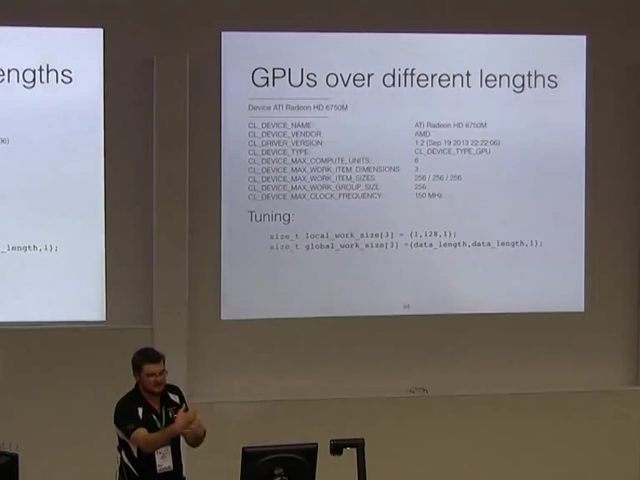 engths
06)
_length,1);
GPUs over different lengths
Device ATI Radeon HD 6750M
CL_DEVICE_NAME: ATI Radeon HD 6750M
CL_DEVICE_VENDOR: AMD
CL_DRIVER_VERSION: 1.2 (Sep 19 2013 22:22:06)
CL_DEVICE_TYPE: CL_DEVICE_TYPE_GPU
CL_DEVICE_MAX_COMPUTE_UNITS: 6
CL_DEVICE_MAX_WORK_ITEM_DIMENSIONS: 3
CL_DEVICE_MAX_WORK_ITEM_SIZES: 256 / 256 / 256
CL_DEVICE_MAX_WORK_GROUP_SIZE: 256
CL_DEVICE_MAX_CLOCK_FREQUENCY: 150 MHz
Tuning:
size_t local_work_size[3] = {1,128,1};
size_t global_work_size[3] ={data_length,data_length,1};